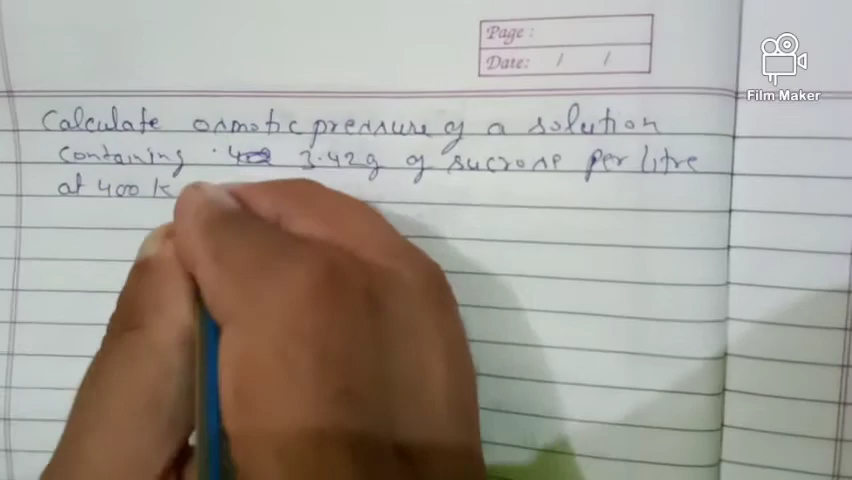 Page :
Date: / /
Film Maker
Calculate osmotic pressure of a solution
containing 3.42g of sucrose per litre
at 400 K